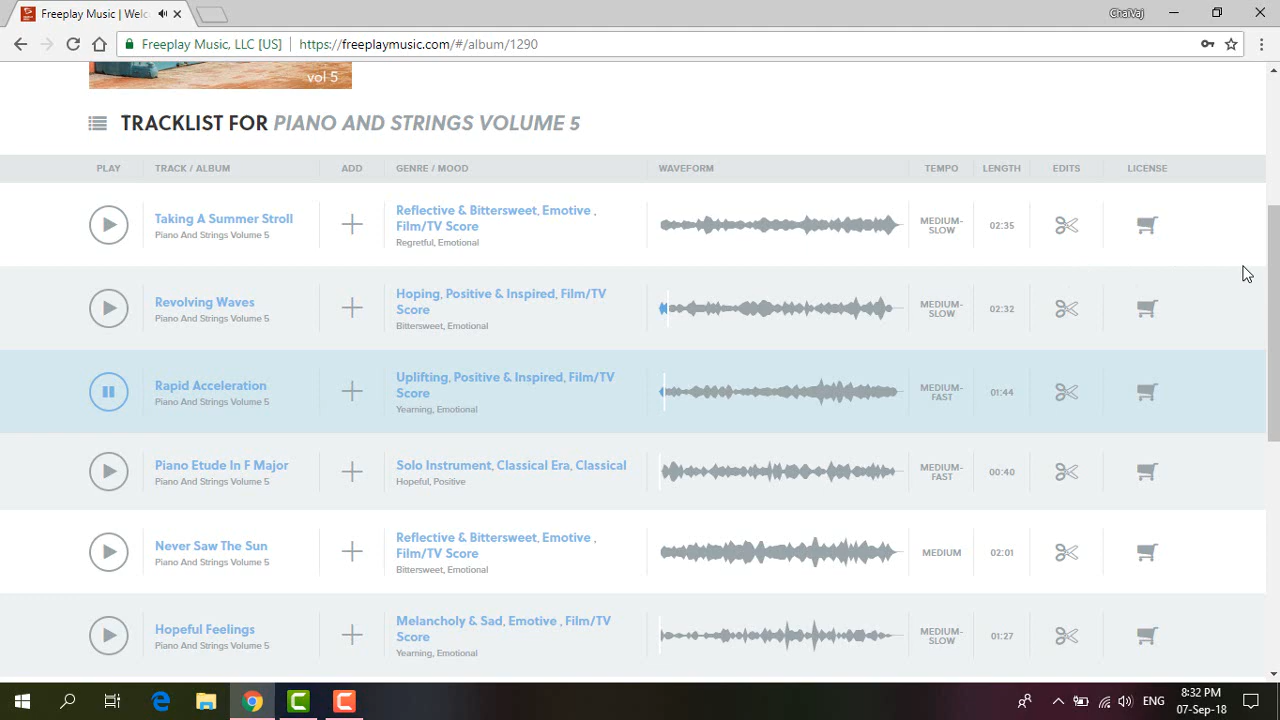 Freeplay Music | Welc
ChaiVaj
Freeplay Music, LLC [US]
https://freeplaymusic.com/#/album/1290
vol 5
TRACKLIST FOR PIANO AND STRINGS VOLUME 5
PLAY TRACK / ALBUM ADD GENRE / MOOD WAVEFORM TEMPO LENGTH EDITS LICENSE
Taking A Summer Stroll
Piano And Strings Volume 5
Reflective & Bittersweet, Emotive ,
Film/TV Score
Regretful, Emotional
MEDIUM-
SLOW
02:35
Revolving Waves
Piano And Strings Volume 5
Hoping, Positive & Inspired, Film/TV
Score
Bittersweet, Emotional
MEDIUM-
SLOW
02:32
Rapid Acceleration
Piano And Strings Volume 5
Uplifting, Positive & Inspired, Film/TV
Score
Yearning, Emotional
MEDIUM-
FAST
01:44
Piano Etude In F Major
Piano And Strings Volume 5
Solo Instrument, Classical Era, Classical
Hopeful, Positive
MEDIUM-
FAST
00:40
Never Saw The Sun
Piano And Strings Volume 5
Reflective & Bittersweet, Emotive ,
Film/TV Score
Bittersweet, Emotional
MEDIUM
02:01
Hopeful Feelings
Piano And Strings Volume 5
Melancholy & Sad, Emotive , Film/TV
Score
Yearning, Emotional
MEDIUM-
SLOW
01:27
ENG
8:32 PM
07-Sep-18